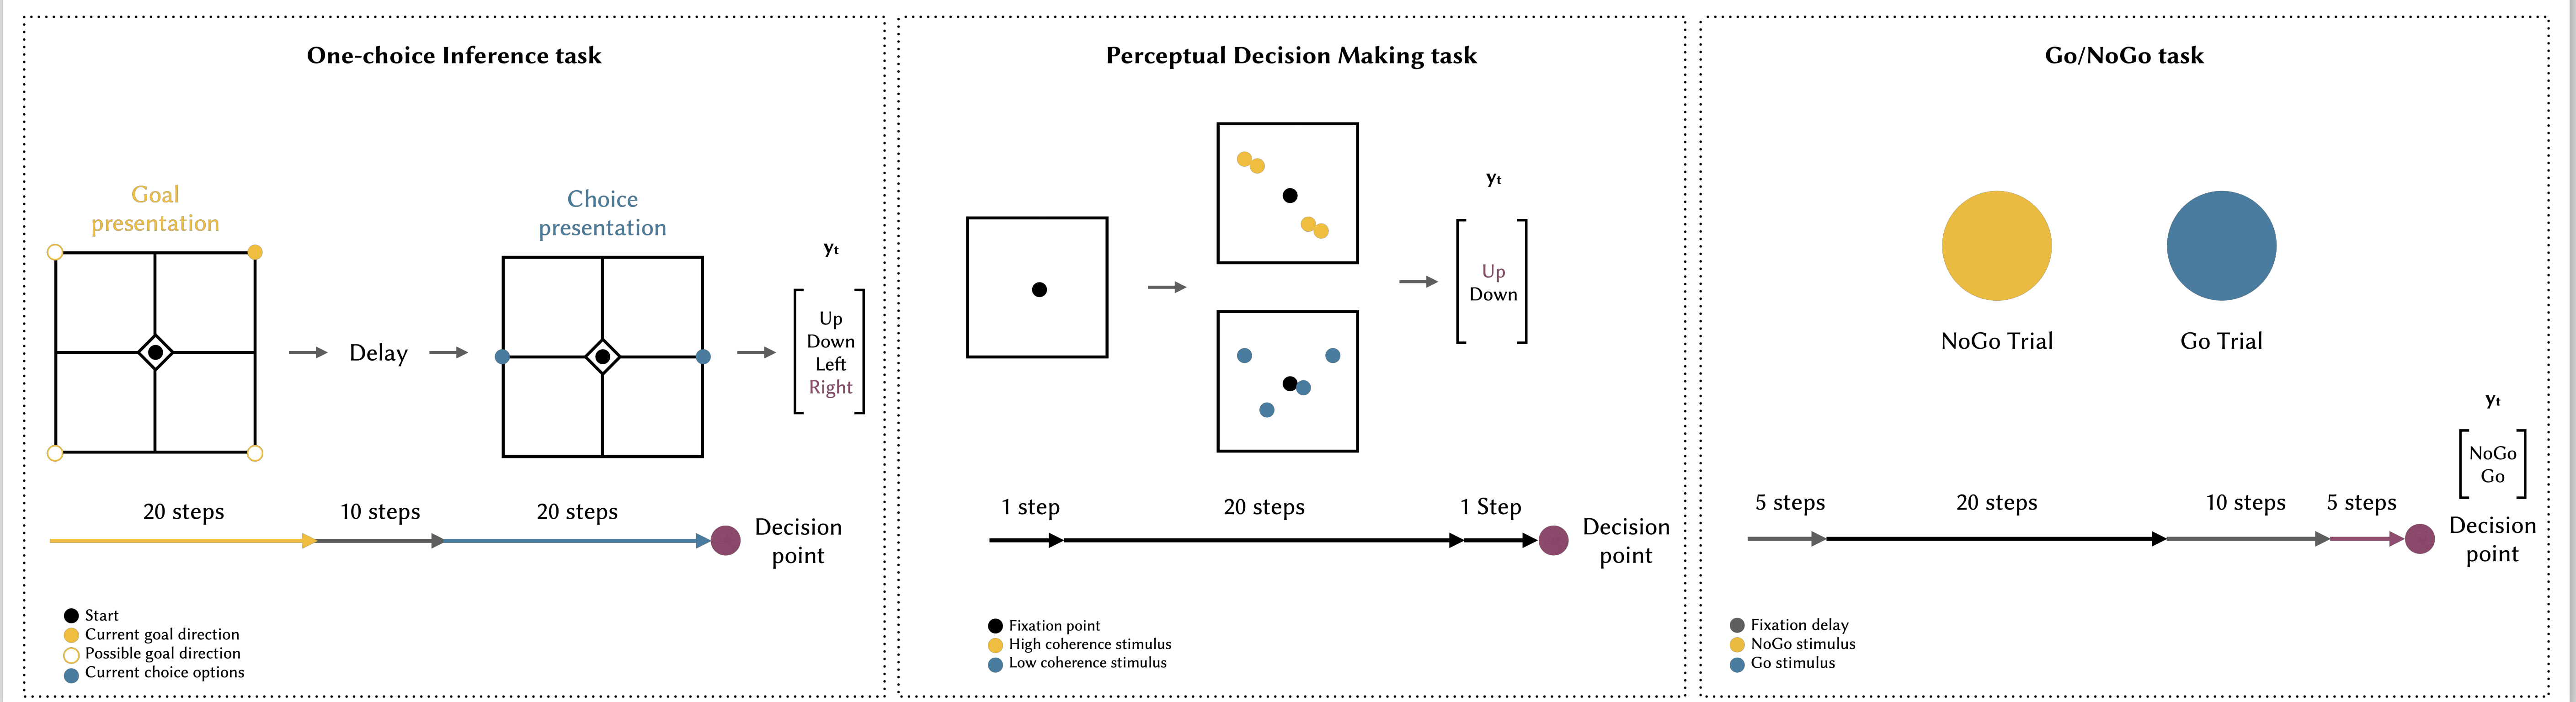 One-choice Inference task
Goal
presentation
Delay
Choice
presentation
yₜ
Up
Down
Left
Right
20 steps
10 steps
20 steps
Decision
point
Start
Current goal direction
Possible goal direction
Current choice options
Perceptual Decision Making task
yₜ
Up
Down
1 step
20 steps
1 Step
Decision
point
Fixation point
High coherence stimulus
Low coherence stimulus
Go/NoGo task
NoGo Trial
Go Trial
yₜ
NoGo
Go
5 steps
20 steps
10 steps
5 steps
Decision
point
Fixation delay
NoGo stimulus
Go stimulus